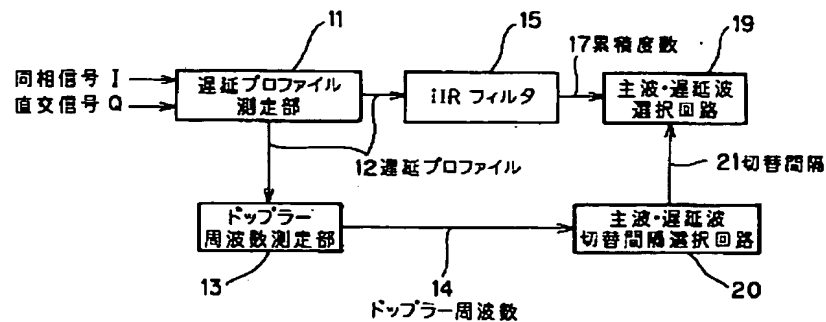 11
15
19
同相信号 I
直交信号 Q
遅延プロファイル
測定部
IIR フィルタ
17累積度数
主波・遅延波
選択回路
12遅延プロファイル
21切替間隔
ドップラー
周波数測定部
主波・遅延波
切替間隔選択回路
13
14
ドップラー周波数
20